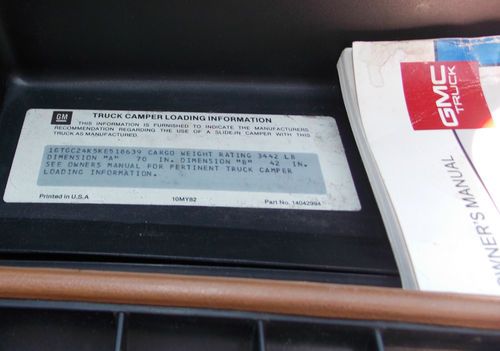 GM
TRUCK CAMPER LOADING INFORMATION
THIS INFORMATION IS FURNISHED TO INDICATE THE MANUFACTURERS
RECOMMENDATION REGARDING THE USE OF A SLIDE-IN CAMPER WITH THIS
TRUCK AS MANUFACTURED.
1GTGC24K5KE518639 CARGO WEIGHT RATING 3442 LB
DIMENSION "A" 70 IN. DIMENSION "B" 42 IN.
SEE OWNERS MANUAL FOR PERTINENT TRUCK CAMPER
LOADING INFORMATION.
Printed in U.S.A 10MY82 Part No. 14042994
GMC
TRUCK
OWNER'S MANUAL